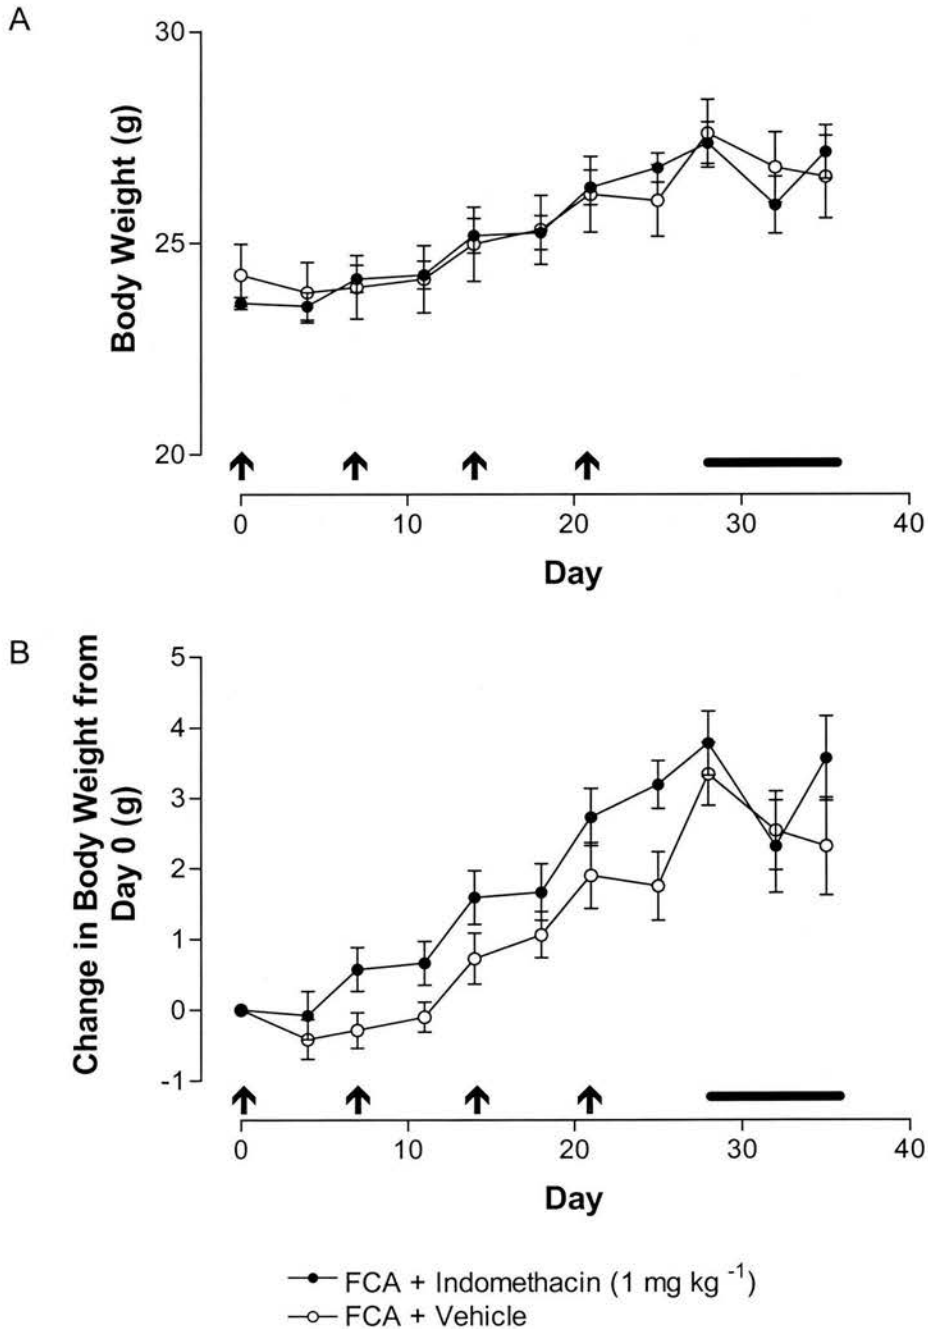 A
Body Weight (g)
30
25
20
0
10
20
30
40
Day
B
Change in Body Weight from
Day 0 (g)
5
4
3
2
1
0
-1
0
10
20
30
40
Day
FCA + Indomethacin (1 mg kg -1)
FCA + Vehicle